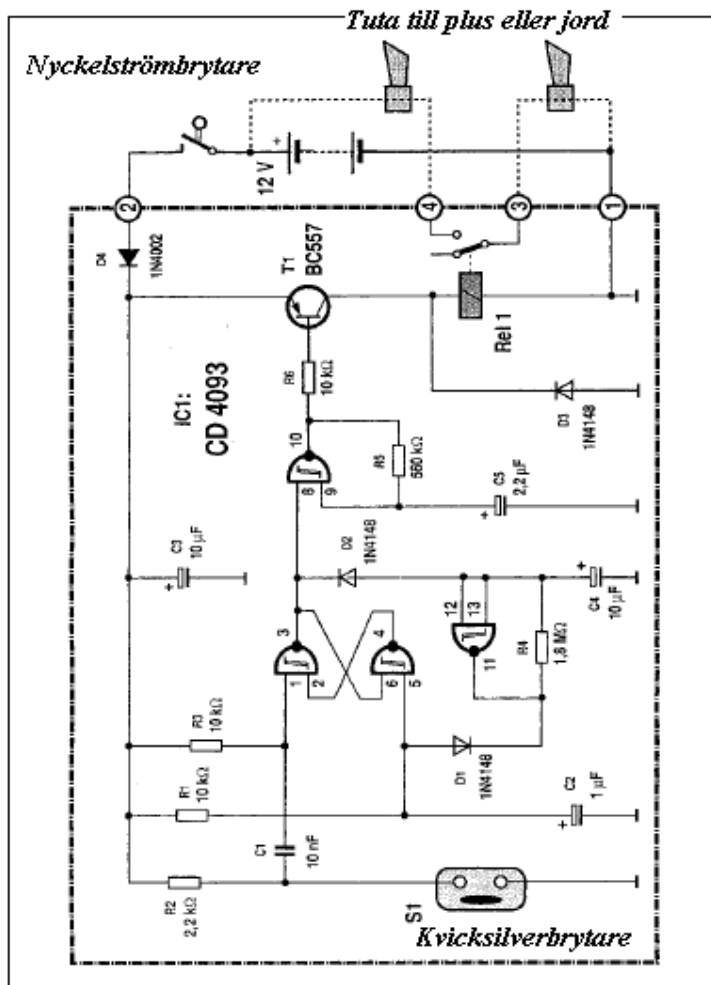 Tuta till plus eller jord
Nyckelströmbrytare
12 V
+
2
4
3
1
D4
1N4002
T1
BC557
Rel 1
IC1:
CD 4093
R6
10 kΩ
10
8
9
R5
560 kΩ
D3
1N4148
C5
2,2 µF
+
C3
10 µF
+
D2
1N4148
3
1
2
4
6
5
12
13
11
R4
1,8 MΩ
C4
10 µF
+
R3
10 kΩ
R1
10 kΩ
D1
1N4148
C2
1 µF
+
C1
10 nF
R2
2,2 kΩ
S1
Kvicksilverbrytare